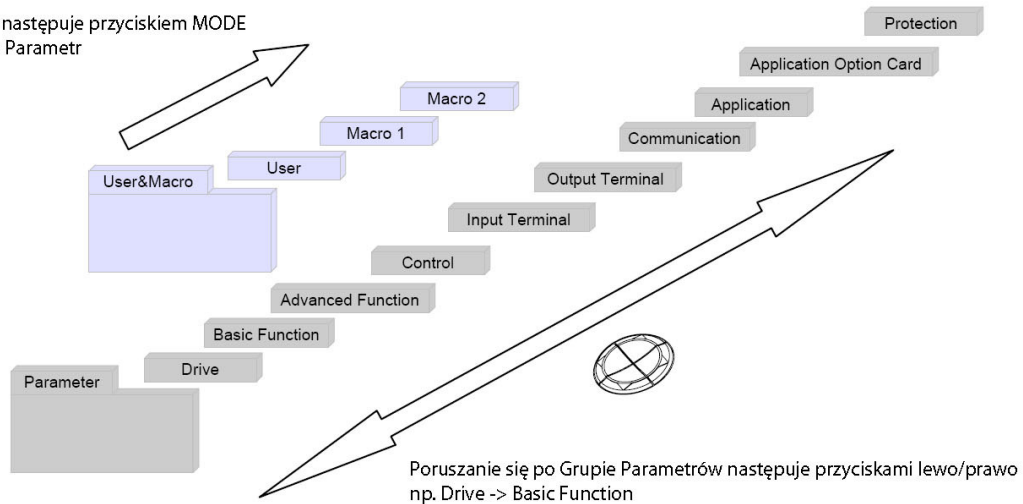 następuje przyciskiem MODE
Parametr
Protection
Application Option Card
Application
Communication
Output Terminal
Input Terminal
Control
Advanced Function
Basic Function
Drive
Parameter
Macro 2
Macro 1
User
User&Macro
Poruszanie się po Grupie Parametrów następuje przyciskami lewo/prawo
np. Drive -> Basic Function